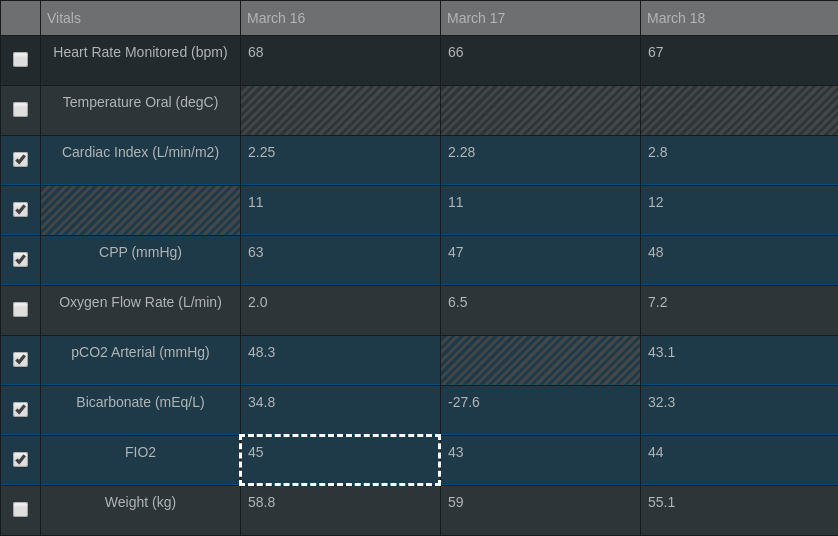 Vitals March 16 March 17 March 18
Heart Rate Monitored (bpm) 68 66 67
Temperature Oral (degC)
Cardiac Index (L/min/m2) 2.25 2.28 2.8
11 11 12
CPP (mmHg) 63 47 48
Oxygen Flow Rate (L/min) 2.0 6.5 7.2
pCO2 Arterial (mmHg) 48.3 43.1
Bicarbonate (mEq/L) 34.8 -27.6 32.3
FIO2 45 43 44
Weight (kg) 58.8 59 55.1